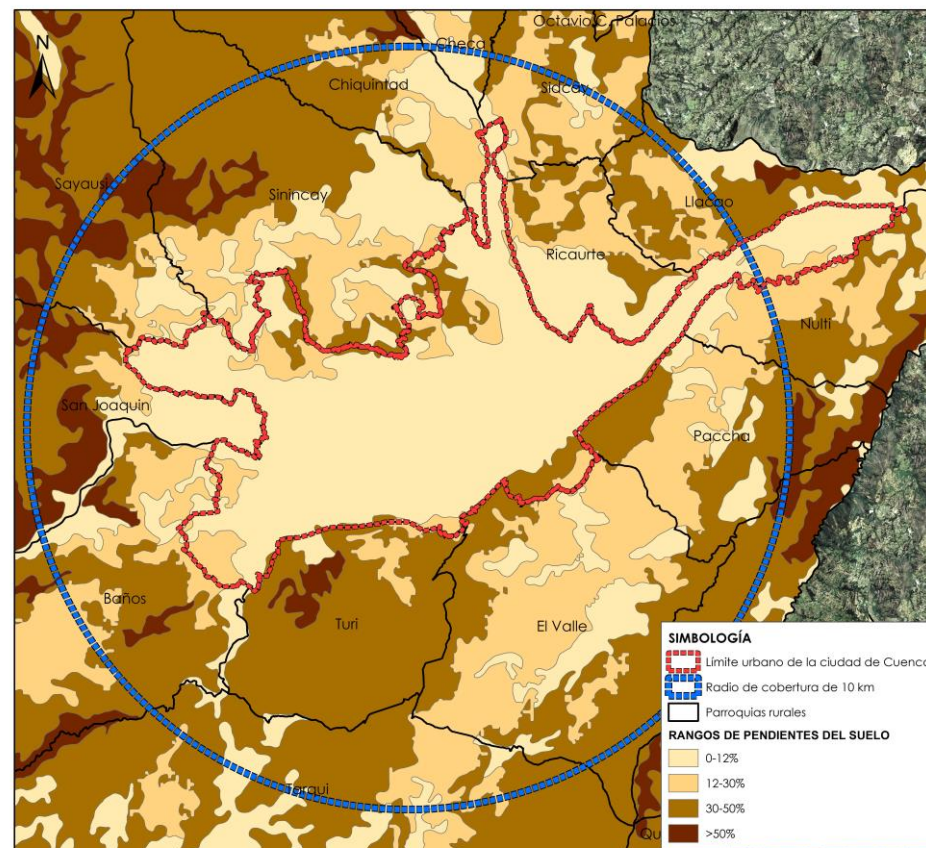 N
Octavio C. Palacios
Checa
Chiquintad
Sidcay
Sayausí
Sinincay
Llacao
Ricaurte
Nulti
San Joaquin
Paccha
Baños
Turi
El Valle
Tarqui
Qu
SIMBOLOGÍA
Límite urbano de la ciudad de Cuenca
Radio de cobertura de 10 km
Parroquias rurales
RANGOS DE PENDIENTES DEL SUELO
0-12%
12-30%
30-50%
>50%